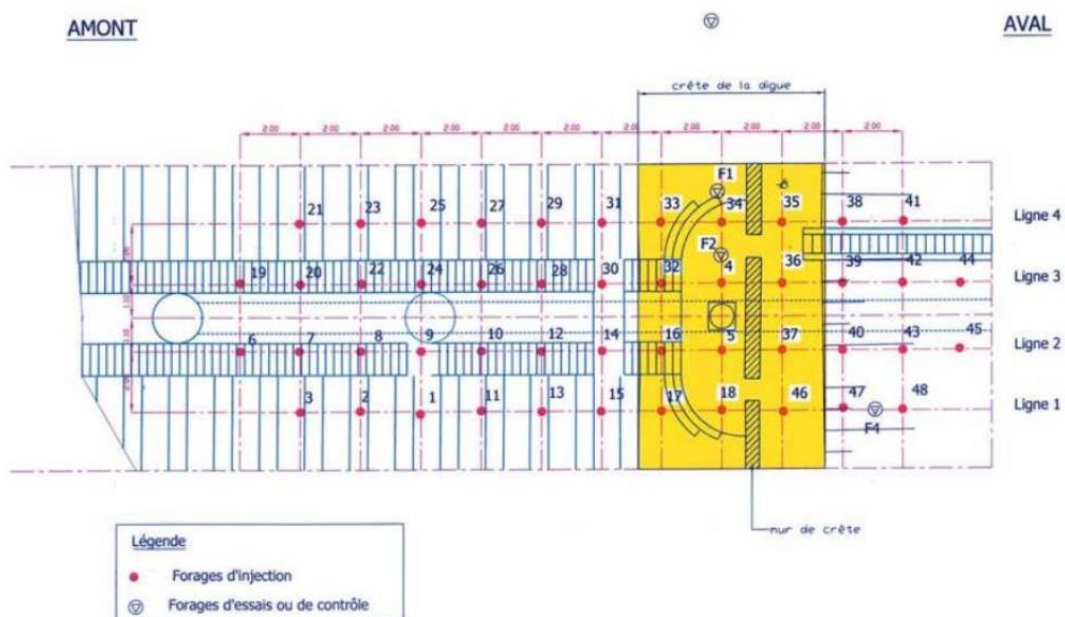 AMONT
AVAL
crête de la digue
2.00 2.00 2.00 2.00 2.00 2.00 2.00 2.00 2.00 2.00 2.00
F1
21 23 25 27 29 31 33 34 35 38 41
Ligne 4
F2
19 20 22 24 26 28 30 32 4 36 39 42 44
Ligne 3
6 7 8 9 10 12 14 16 5 37 40 43 45
Ligne 2
3 2 1 11 13 15 17 18 46 47 48
Ligne 1
F4
mur de crête
Légende
Forages d'injection
Forages d'essais ou de contrôle